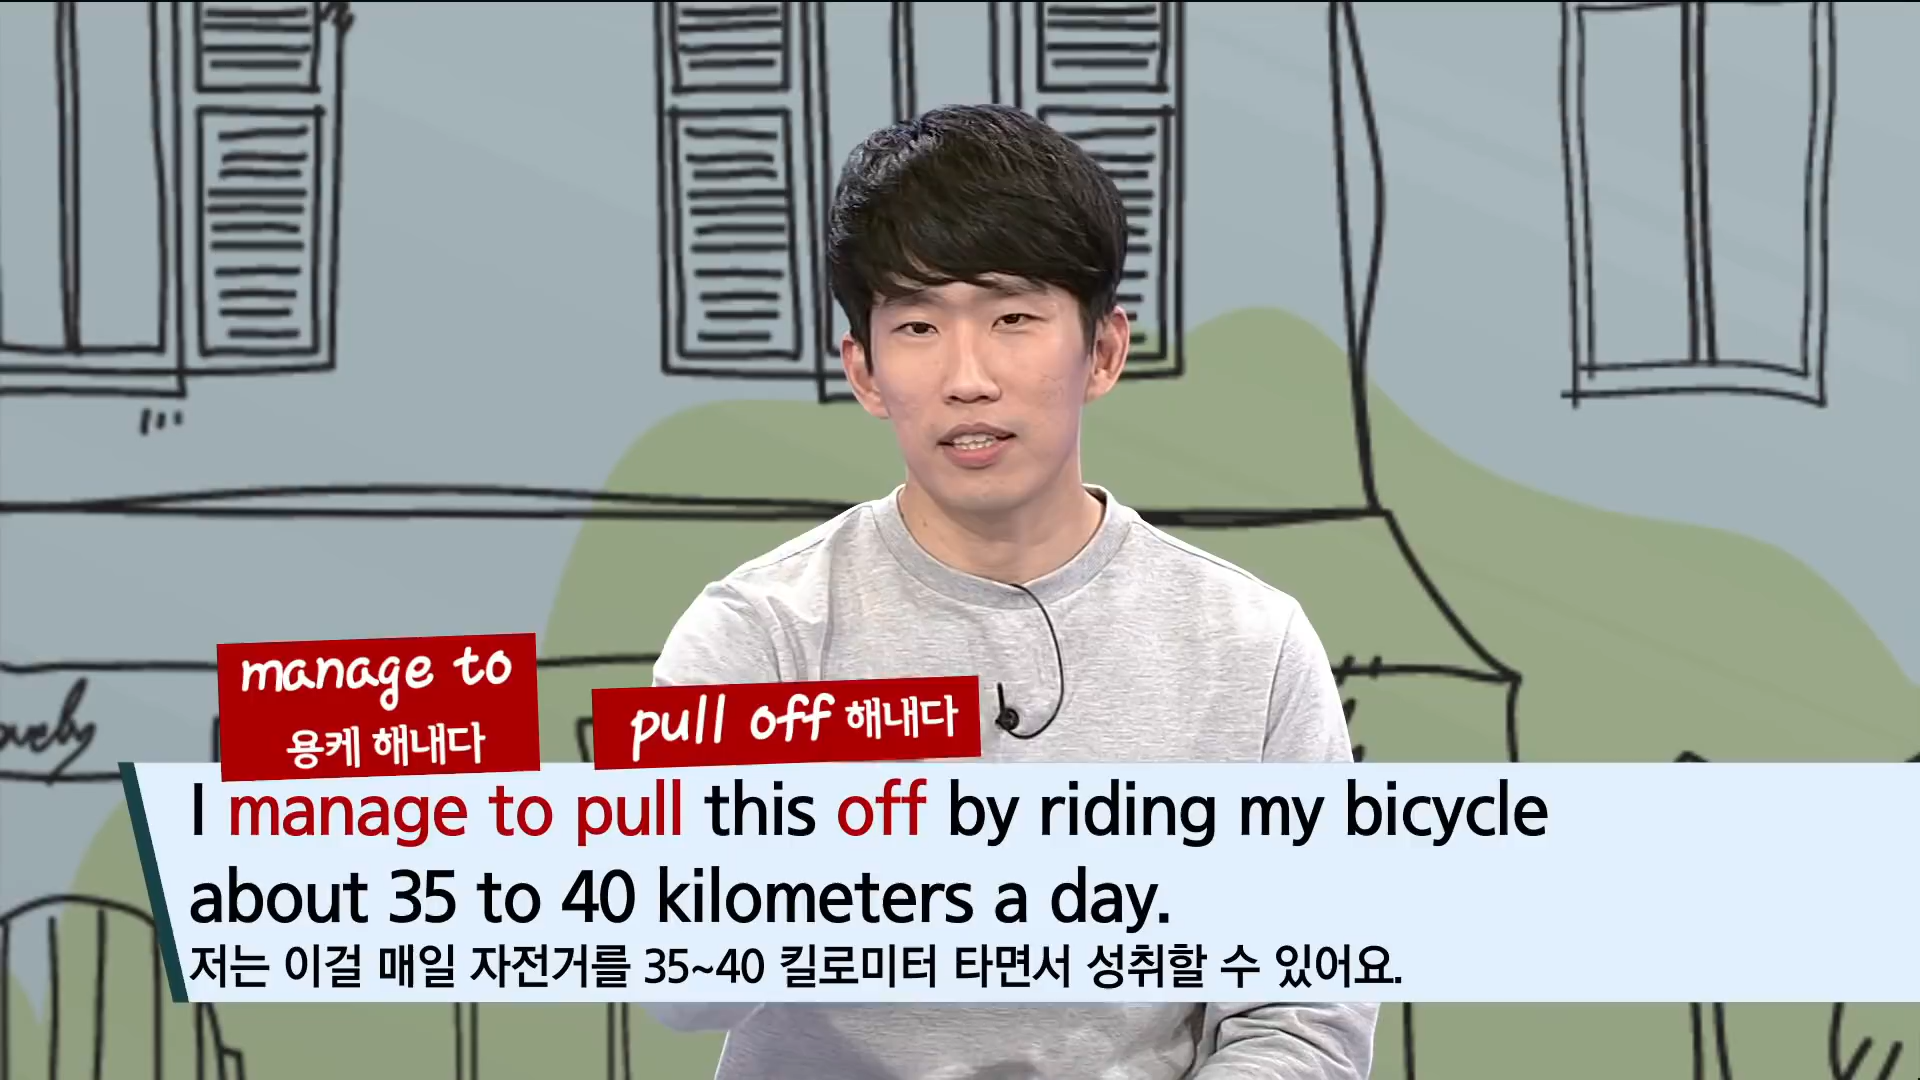 manage to
용케 해내다
pull off 해내다
I manage to pull this off by riding my bicycle
about 35 to 40 kilometers a day.
저는 이걸 매일 자전거를 35~40 킬로미터 타면서 성취할 수 있어요.